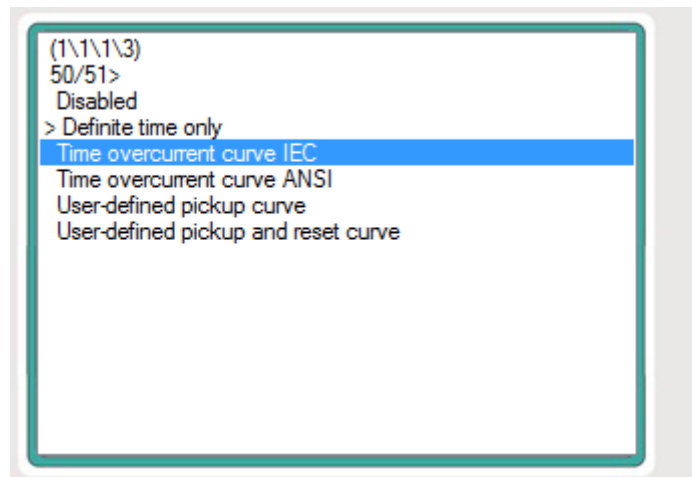 (1\1\1\3)
50/51>
Disabled
> Definite time only
Time overcurrent curve IEC
Time overcurrent curve ANSI
User-defined pickup curve
User-defined pickup and reset curve